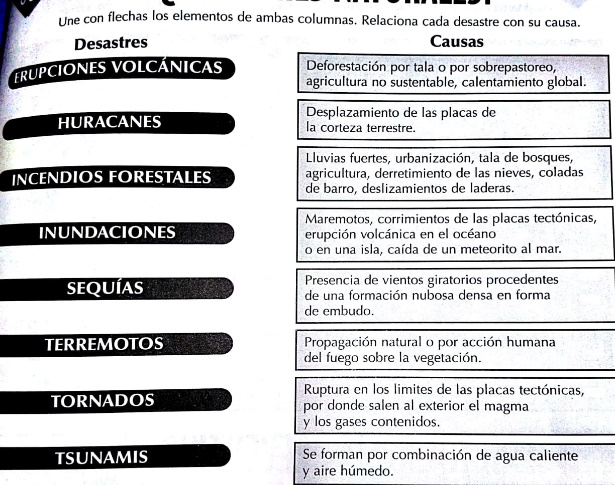 Une con flechas los elementos de ambas columnas. Relaciona cada desastre con su causa.
Desastres
ERUPCIONES VOLCÁNICAS
HURACANES
INCENDIOS FORESTALES
INUNDACIONES
SEQUÍAS
TERREMOTOS
TORNADOS
TSUNAMIS
Causas
Deforestación por tala o por sobrepastoreo,
agricultura no sustentable, calentamiento global.
Desplazamiento de las placas de
la corteza terrestre.
Lluvias fuertes, urbanización, tala de bosques,
agricultura, derretimiento de las nieves, coladas
de barro, deslizamientos de laderas.
Maremotos, corrimientos de las placas tectónicas,
erupción volcánica en el océano
o en una isla, caída de un meteorito al mar.
Presencia de vientos giratorios procedentes
de una formación nubosa densa en forma
de embudo.
Propagación natural o por acción humana
del fuego sobre la vegetación.
Ruptura en los limites de las placas tectónicas,
por donde salen al exterior el magma
y los gases contenidos.
Se forman por combinación de agua caliente
y aire húmedo.